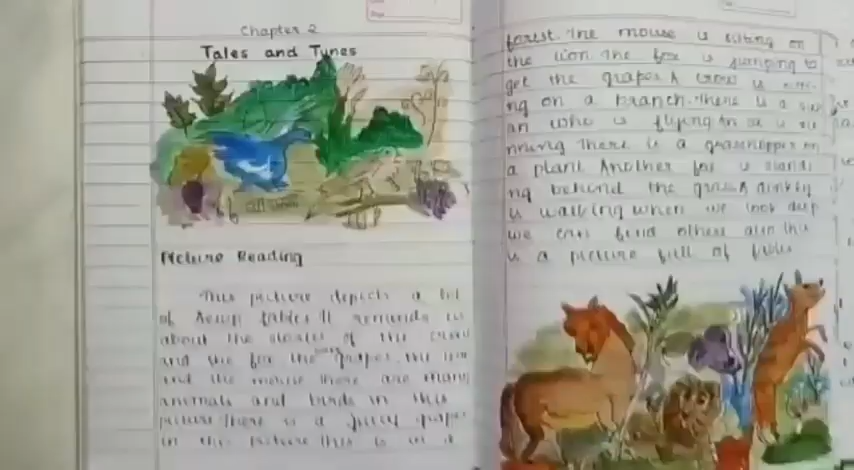 Chapter 2
Tales and Tunes
Picture Reading
This picture depicts a lot
of Aesop fables. It reminds us
about the stories of the crow
and the fox the sour grapes, the lion
and the mouse there are many
animals and birds in this
picture. There is a juicy grapes
in the picture. This is in a
forest. The mouse is sitting on
the lion. The fox is jumping to
get the grapes A crow is
ng on a branch. There is a
an who is flying
nning There is a grasshopper on
a plant Another fox is standi
ng behind the grass A donkey
is walking when we look deep
we can find others also this
is a picture full of fables